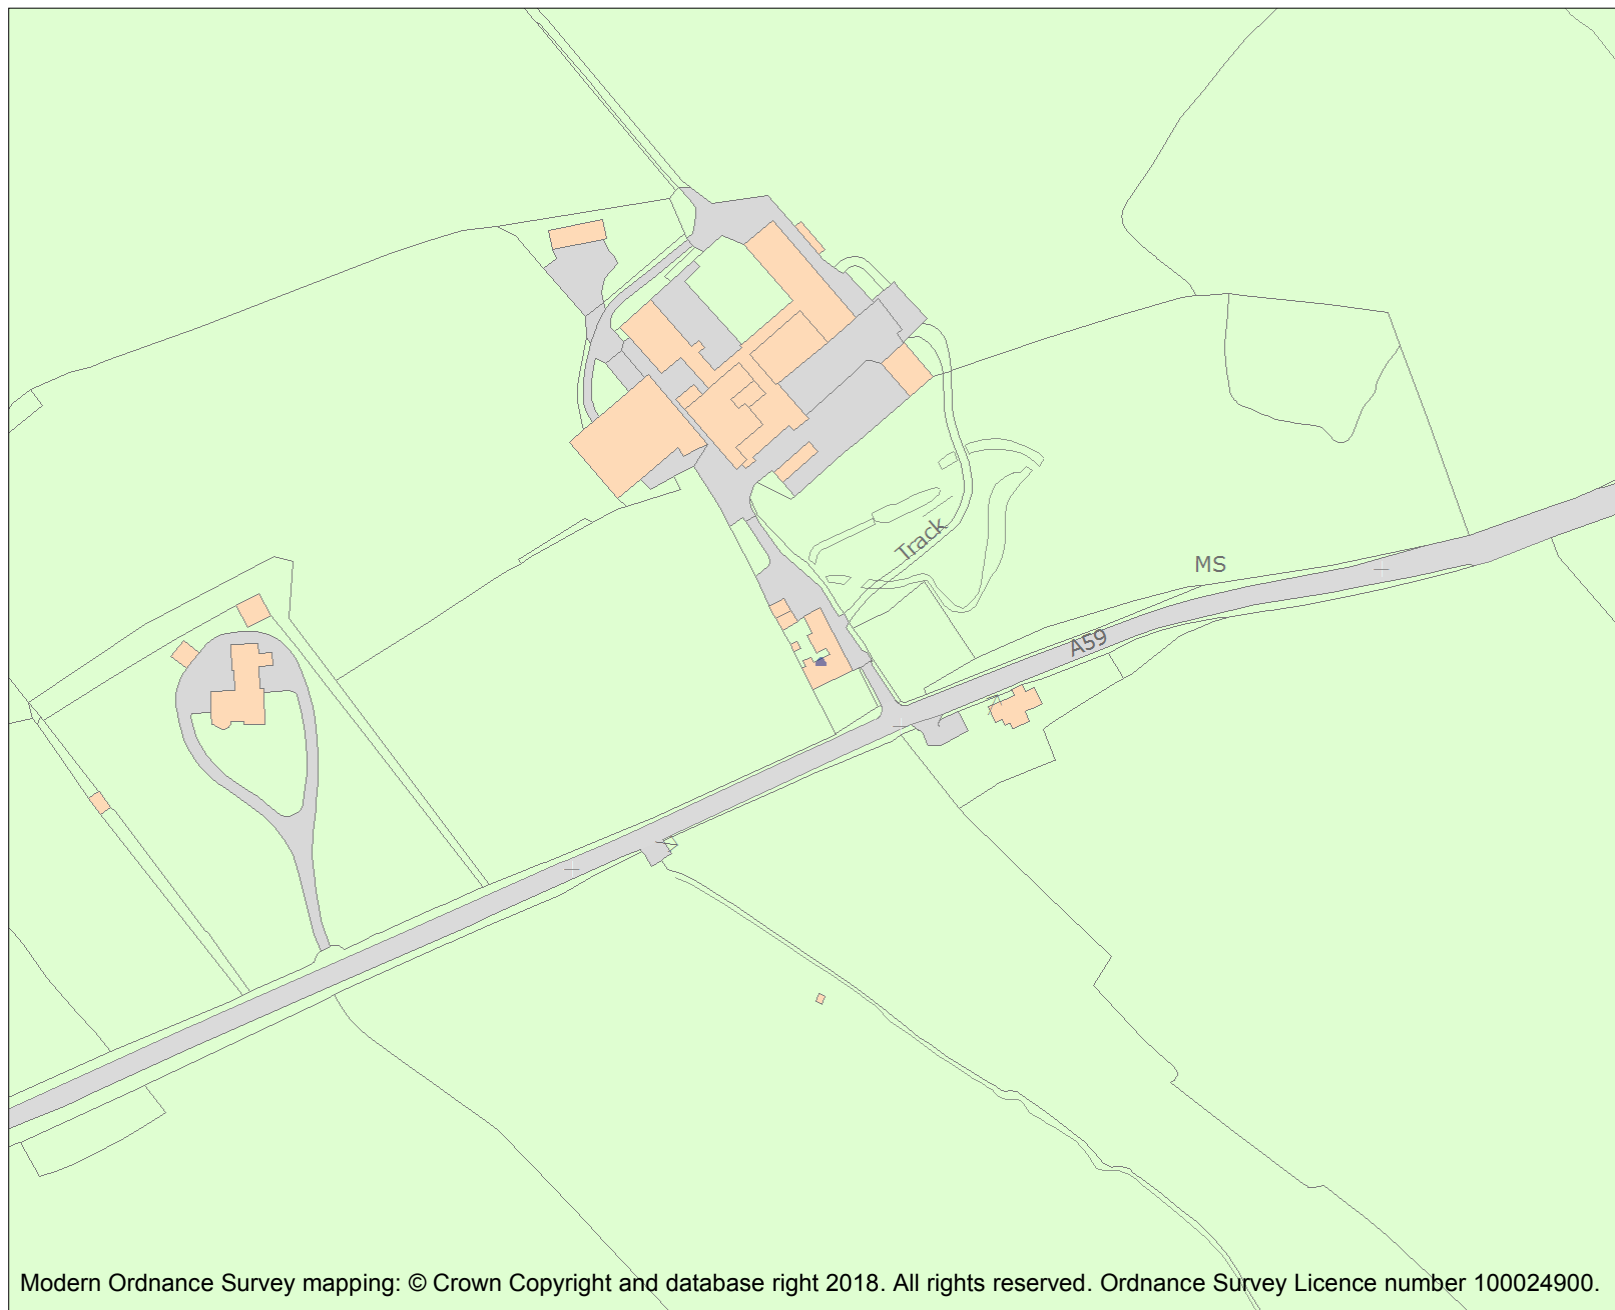 Track
MS
A59
Modern Ordnance Survey mapping: © Crown Copyright and database right 2018. All rights reserved. Ordnance Survey Licence number 100024900.